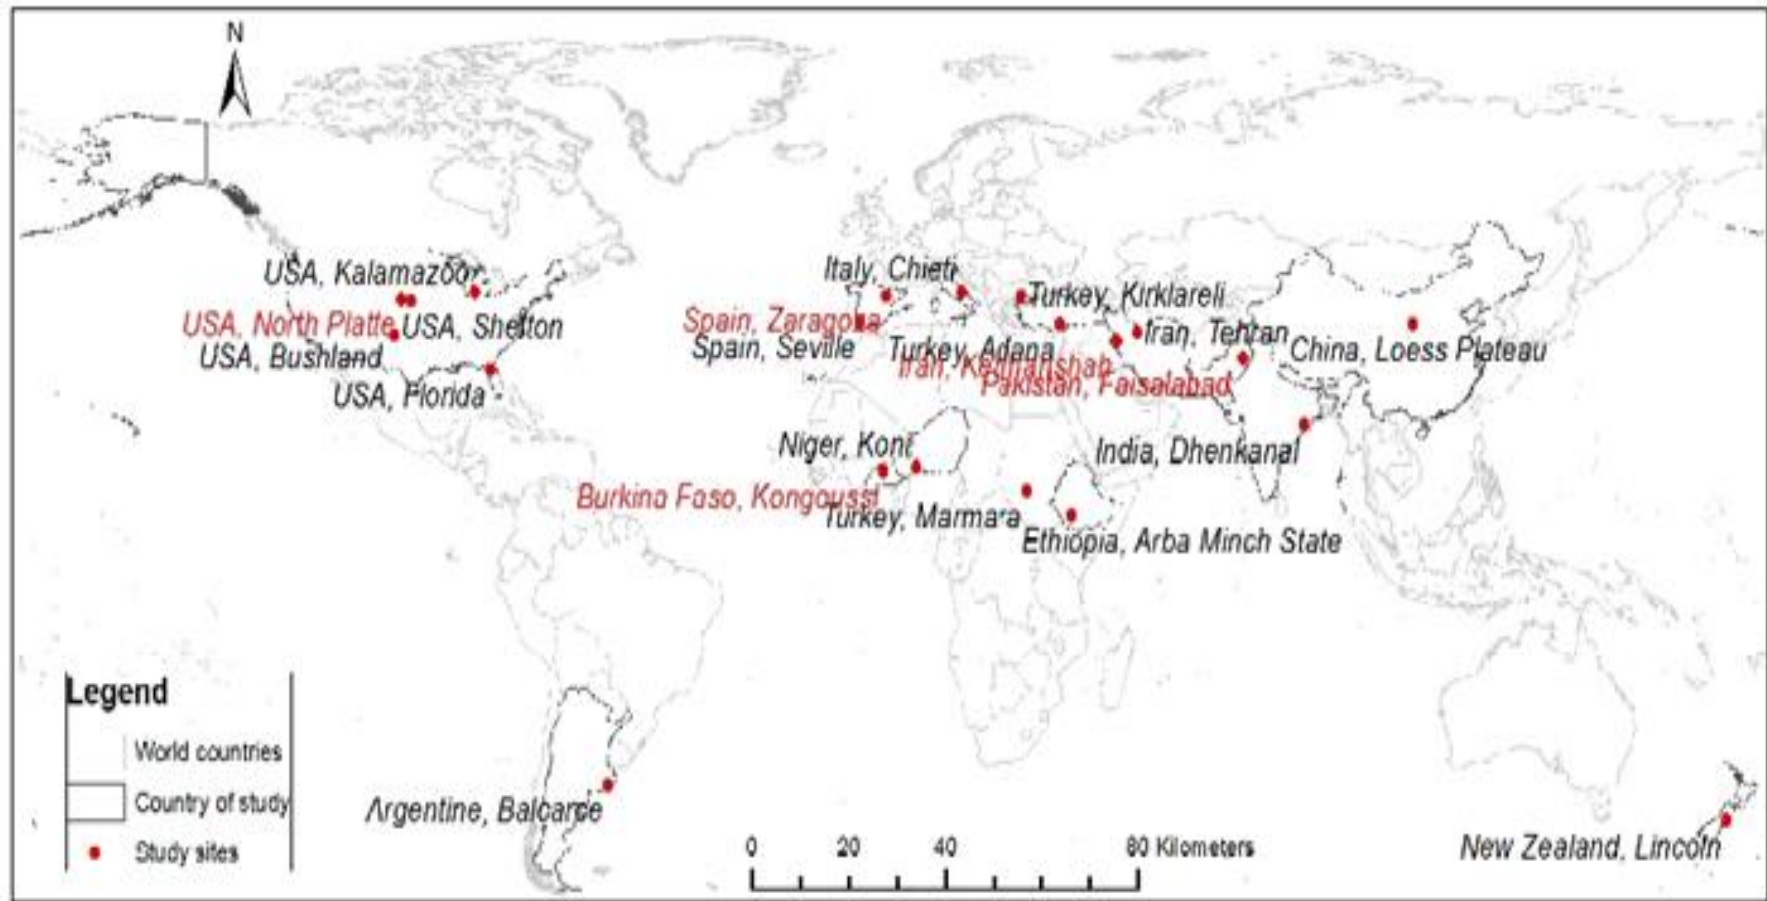 N
USA, Kalamazoo
Italy, Chieti
Turkey, Kirklareli
USA, North Platte
USA, Shelton
Spain, Zaragoza
Iran, Tehran
USA, Bushland
Spain, Seville
Turkey, Adana
China, Loess Plateau
Iran, Kermanshah
Pakistan, Faisalabad
USA, Florida
Niger, Koni
India, Dhenkanal
Burkina Faso, Kongoussi
Turkey, Marmara
Ethiopia, Arba Minch State
Legend
World countries
Country of study
Study sites
Argentine, Balcarce
New Zealand, Lincoln
0 20 40 80 Kilometers